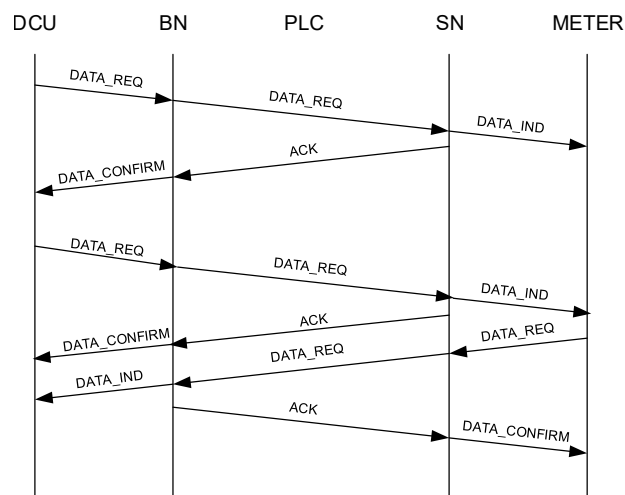 DCU BN PLC SN METER
DATA_REQ
DATA_REQ
DATA_IND
ACK
DATA_CONFIRM
DATA_REQ
DATA_REQ
DATA_IND
ACK
DATA_REQ
DATA_CONFIRM
DATA_REQ
DATA_IND
ACK
DATA_CONFIRM